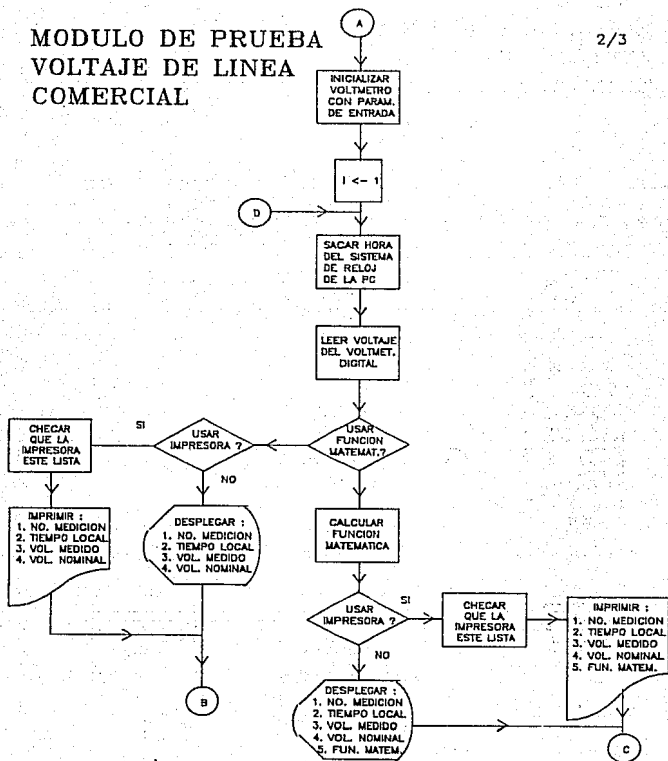 MODULO DE PRUEBA
VOLTAJE DE LINEA
COMERCIAL
2/3
A
INICIALIZAR
VOLTMETRO
CON PARAM.
DE ENTRADA
I <- 1
D
SACAR HORA
DEL SISTEMA
DE RELOJ
DE LA PC
LEER VOLTAJE
DEL VOLTMET.
DIGITAL
USAR
FUNCION
MATEMAT.?
USAR
IMPRESORA ?
SI
NO
CHECAR
QUE LA
IMPRESORA
ESTE LISTA
IMPRIMIR :
1. NO. MEDICION
2. TIEMPO LOCAL
3. VOL. MEDIDO
4. VOL. NOMINAL
DESPLEGAR :
1. NO. MEDICION
2. TIEMPO LOCAL
3. VOL. MEDIDO
4. VOL. NOMINAL
B
CALCULAR
FUNCION
MATEMATICA
USAR
IMPRESORA ?
SI
NO
CHECAR
QUE LA
IMPRESORA
ESTE LISTA
IMPRIMIR :
1. NO. MEDICION
2. TIEMPO LOCAL
3. VOL. MEDIDO
4. VOL. NOMINAL
5. FUN. MATEM.
DESPLEGAR :
1. NO. MEDICION
2. TIEMPO LOCAL
3. VOL. MEDIDO
4. VOL. NOMINAL
5. FUN. MATEM.
C